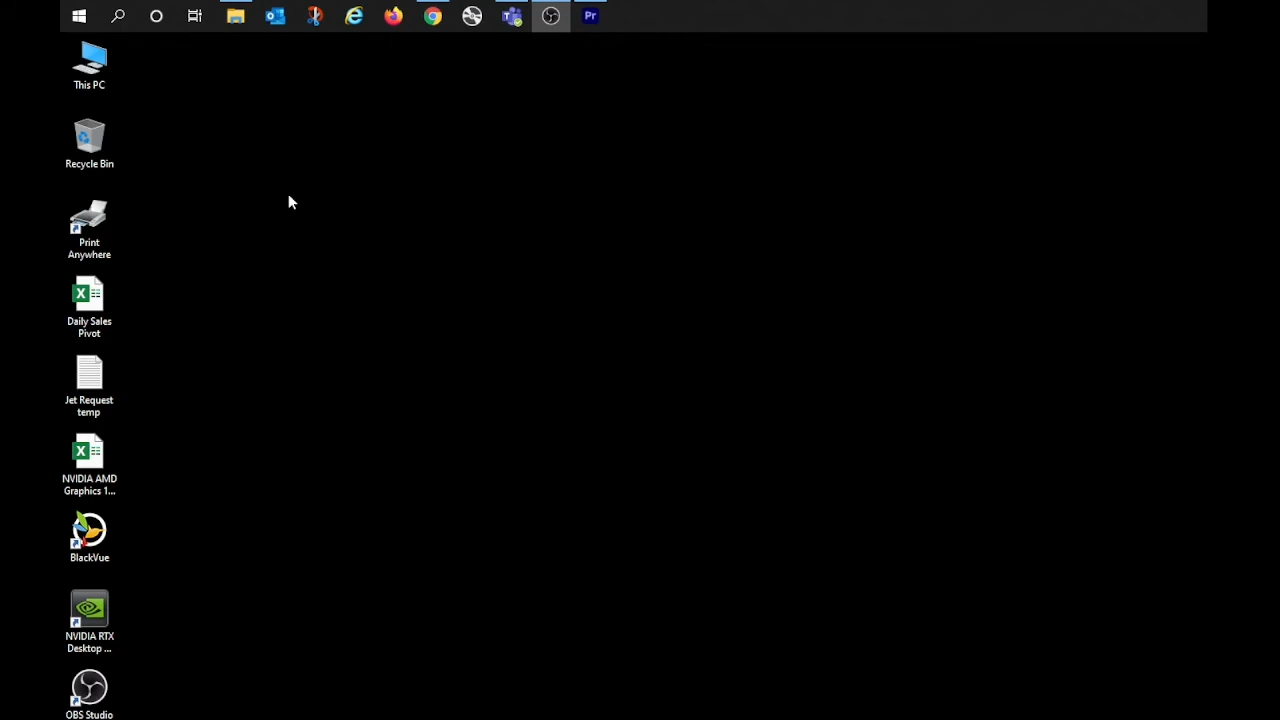 Pr
This PC
Recycle Bin
Print
Anywhere
Daily Sales
Pivot
Jet Request
temp
NVIDIA AMD
Graphics 1...
BlackVue
NVIDIA RTX
Desktop ...
OBS Studio